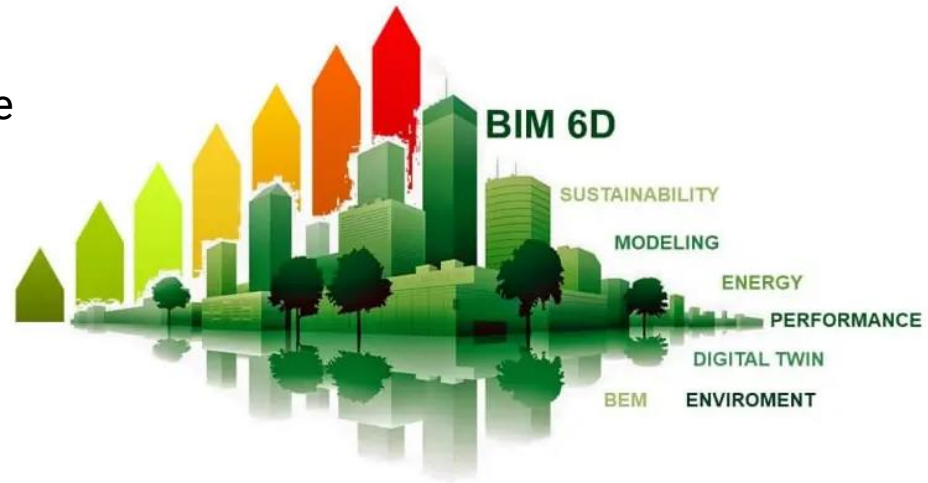 e
BIM 6D
SUSTAINABILITY
MODELING
ENERGY
PERFORMANCE
DIGITAL TWIN
BEM ENVIROMENT